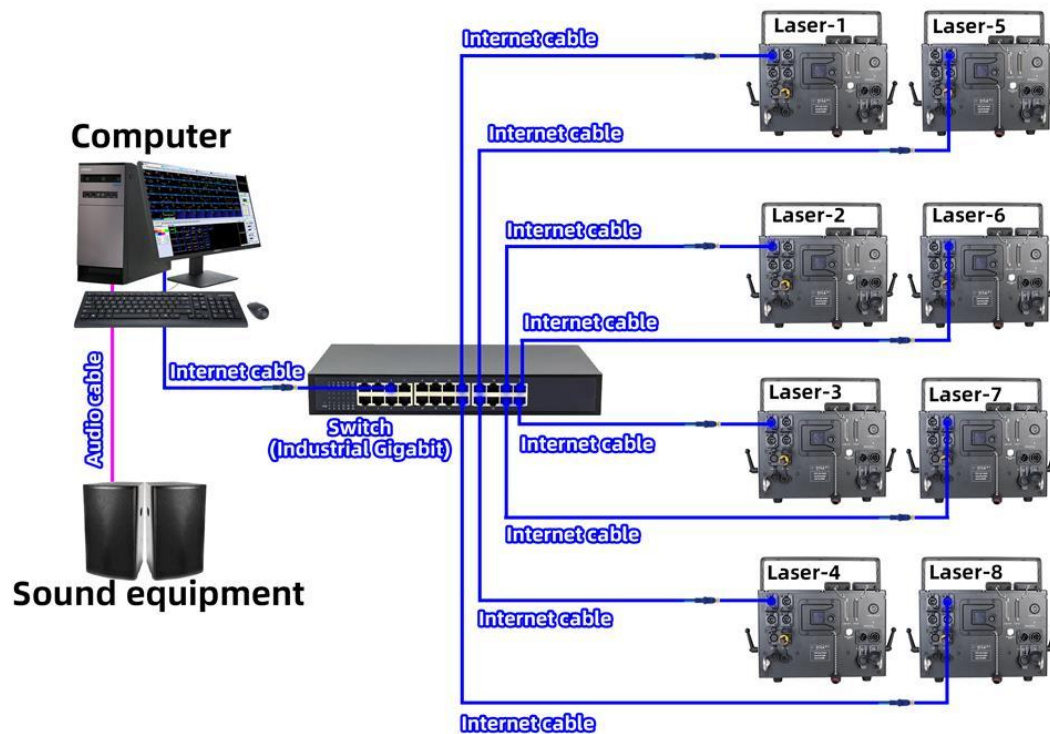 Internet cable
Laser-1
Laser-5
Internet cable
Computer
Internet cable
Laser-2
Laser-6
Internet cable
Audio cable
Internet cable
Switch
(Industrial Gigabit)
Laser-3
Laser-7
Internet cable
Internet cable
Sound equipment
Laser-4
Laser-8
Internet cable
Internet cable